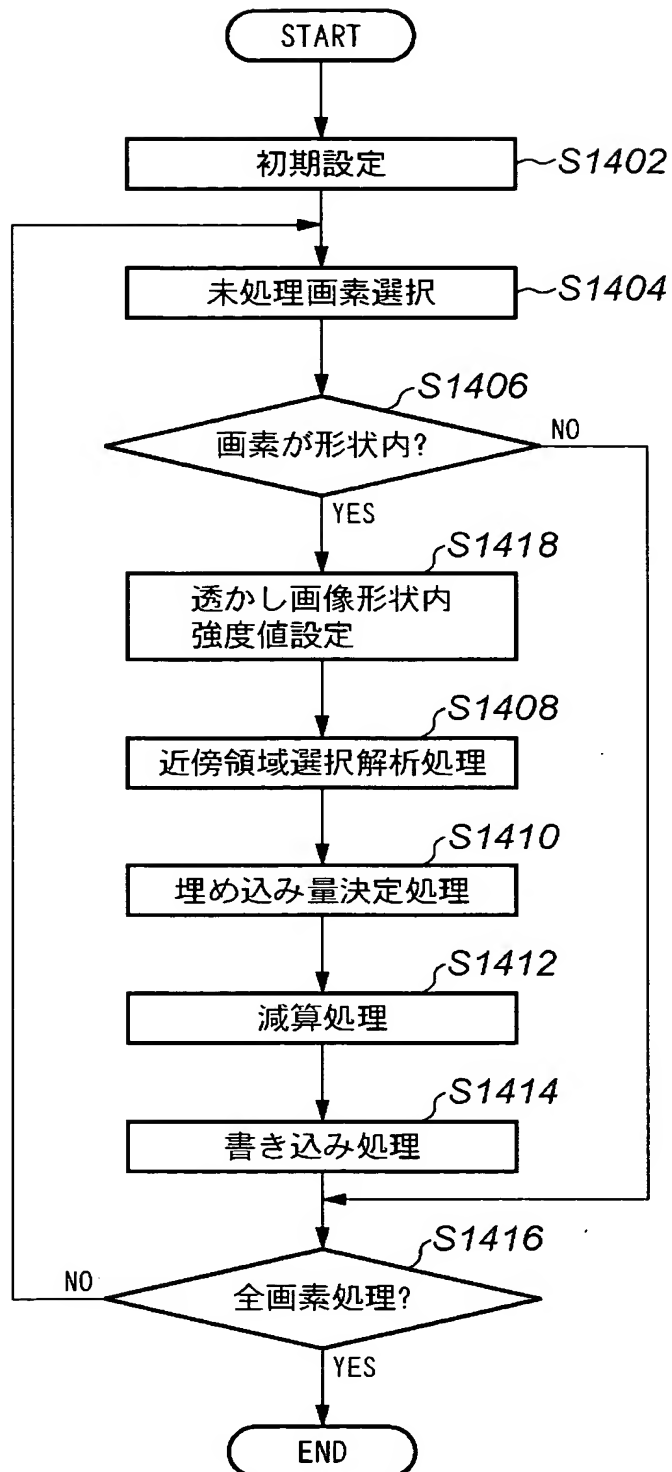 START
初期設定
S1402
未処理画素選択
S1404
S1406
画素が形状内?
NO
YES
S1418
透かし画像形状内
強度値設定
S1408
近傍領域選択解析処理
S1410
埋め込み量決定処理
S1412
減算処理
S1414
書き込み処理
S1416
NO
全画素処理?
YES
END